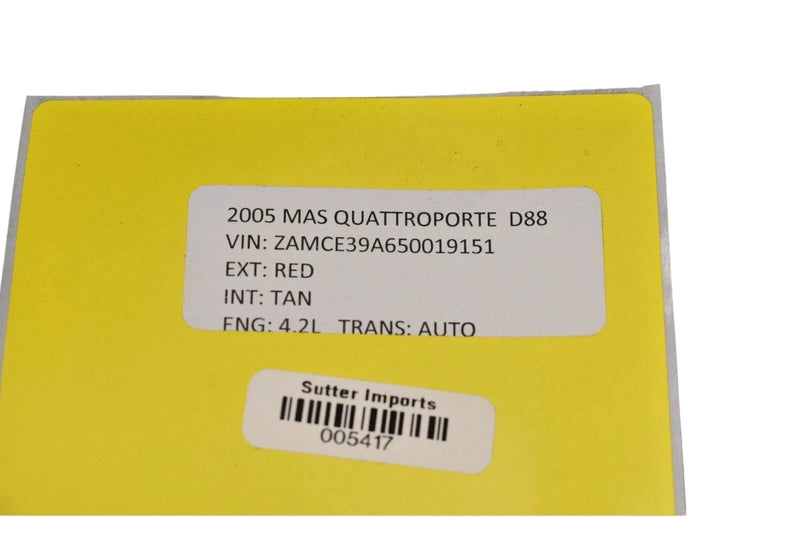 2005 MAS QUATTROPORTE D88
VIN: ZAMCE39A650019151
EXT: RED
INT: TAN
ENG: 4.2L TRANS: AUTO
Sutter Imports
005417